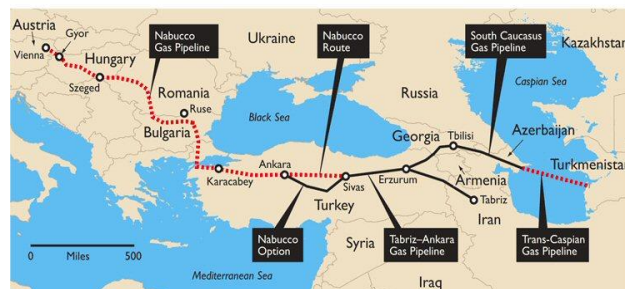 Austria
Gyor
Vienna
Hungary
Szeged
Nabucco
Gas Pipeline
Romania
Ruse
Bulgaria
Ukraine
Nabucco
Route
Black Sea
Russia
South Caucasus
Gas Pipeline
Kazakhstan
Caspian Sea
Georgia
Tbilisi
Azerbaijan
Turkmenistan
Armenia
Karacabey
Ankara
Sivas
Erzurum
Tabriz
Turkey
Iran
Nabucco
Option
Tabriz–Ankara
Gas Pipeline
Trans-Caspian
Gas Pipeline
Syria
Iraq
Mediterranean Sea
0 Miles 500